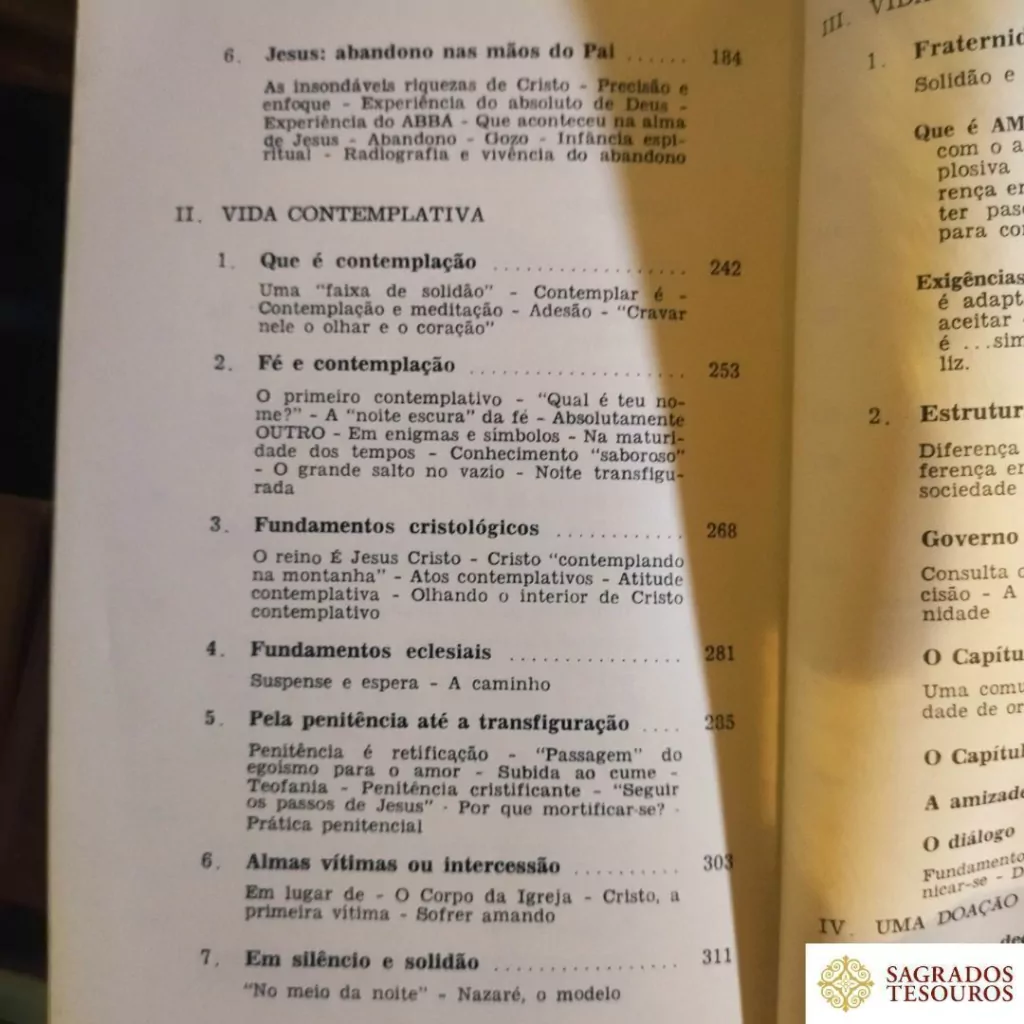 6. Jesus: abandono nas mãos do Pai ...... 184
As insondáveis riquezas de Cristo - Precisão e
enfoque - Experiência do absoluto de Deus -
Experiência do ABBA - Que aconteceu na alma
de Jesus - Abandono - Gozo - Infância espi-
ritual - Radiografia e vivência do abandono
II. VIDA CONTEMPLATIVA
1. Que é contemplação .................. 242
Uma "faixa de solidão" - Contemplar é -
Contemplação e meditação - Adesão - "Cravar
nele o olhar e o coração"
2. Fé e contemplação .................... 253
O primeiro contemplativo - "Qual é teu no-
me?" - A "noite escura" da fé - Absolutamente
OUTRO - Em enigmas e símbolos - Na maturi-
dade dos tempos - Conhecimento "saboroso"
- O grande salto no vazio - Noite transfigu-
rada
3. Fundamentos cristológicos ............ 268
O reino É Jesus Cristo - Cristo "contemplando
na montanha" - Atos contemplativos - Atitude
contemplativa - Olhando o interior de Cristo
contemplativo
4. Fundamentos eclesiais ................ 281
Suspense e espera - A caminho
5. Pela penitência até a transfiguração .... 285
Penitência é retificação - "Passagem" do
egoísmo para o amor - Subida ao cume -
Teofania - Penitência cristificante - "Seguir
os passos de Jesus" - Por que mortificar-se? -
Prática penitencial
6. Almas vítimas ou intercessão .......... 303
Em lugar de - O Corpo da Igreja - Cristo, a
primeira vítima - Sofrer amando
7. Em silêncio e solidão ................ 311
"No meio da noite" - Nazaré, o modelo
III. VIDA
1. Fraternid
Solidão e
Que é AM
com o a
plosiva
rença en
ter pas
para co
Exigências
é adapt
aceitar
é ...sim
liz.
2. Estrutur
Diferença
ferença en
sociedade
Governo
Consulta
cisão - A
nidade
O Capítu
Uma comu
dade de or
O Capítul
A amizade
O diálogo
Fundamento
nicar-se - D
IV. UMA DOAÇÃO
SAGRADOS
TESOUROS